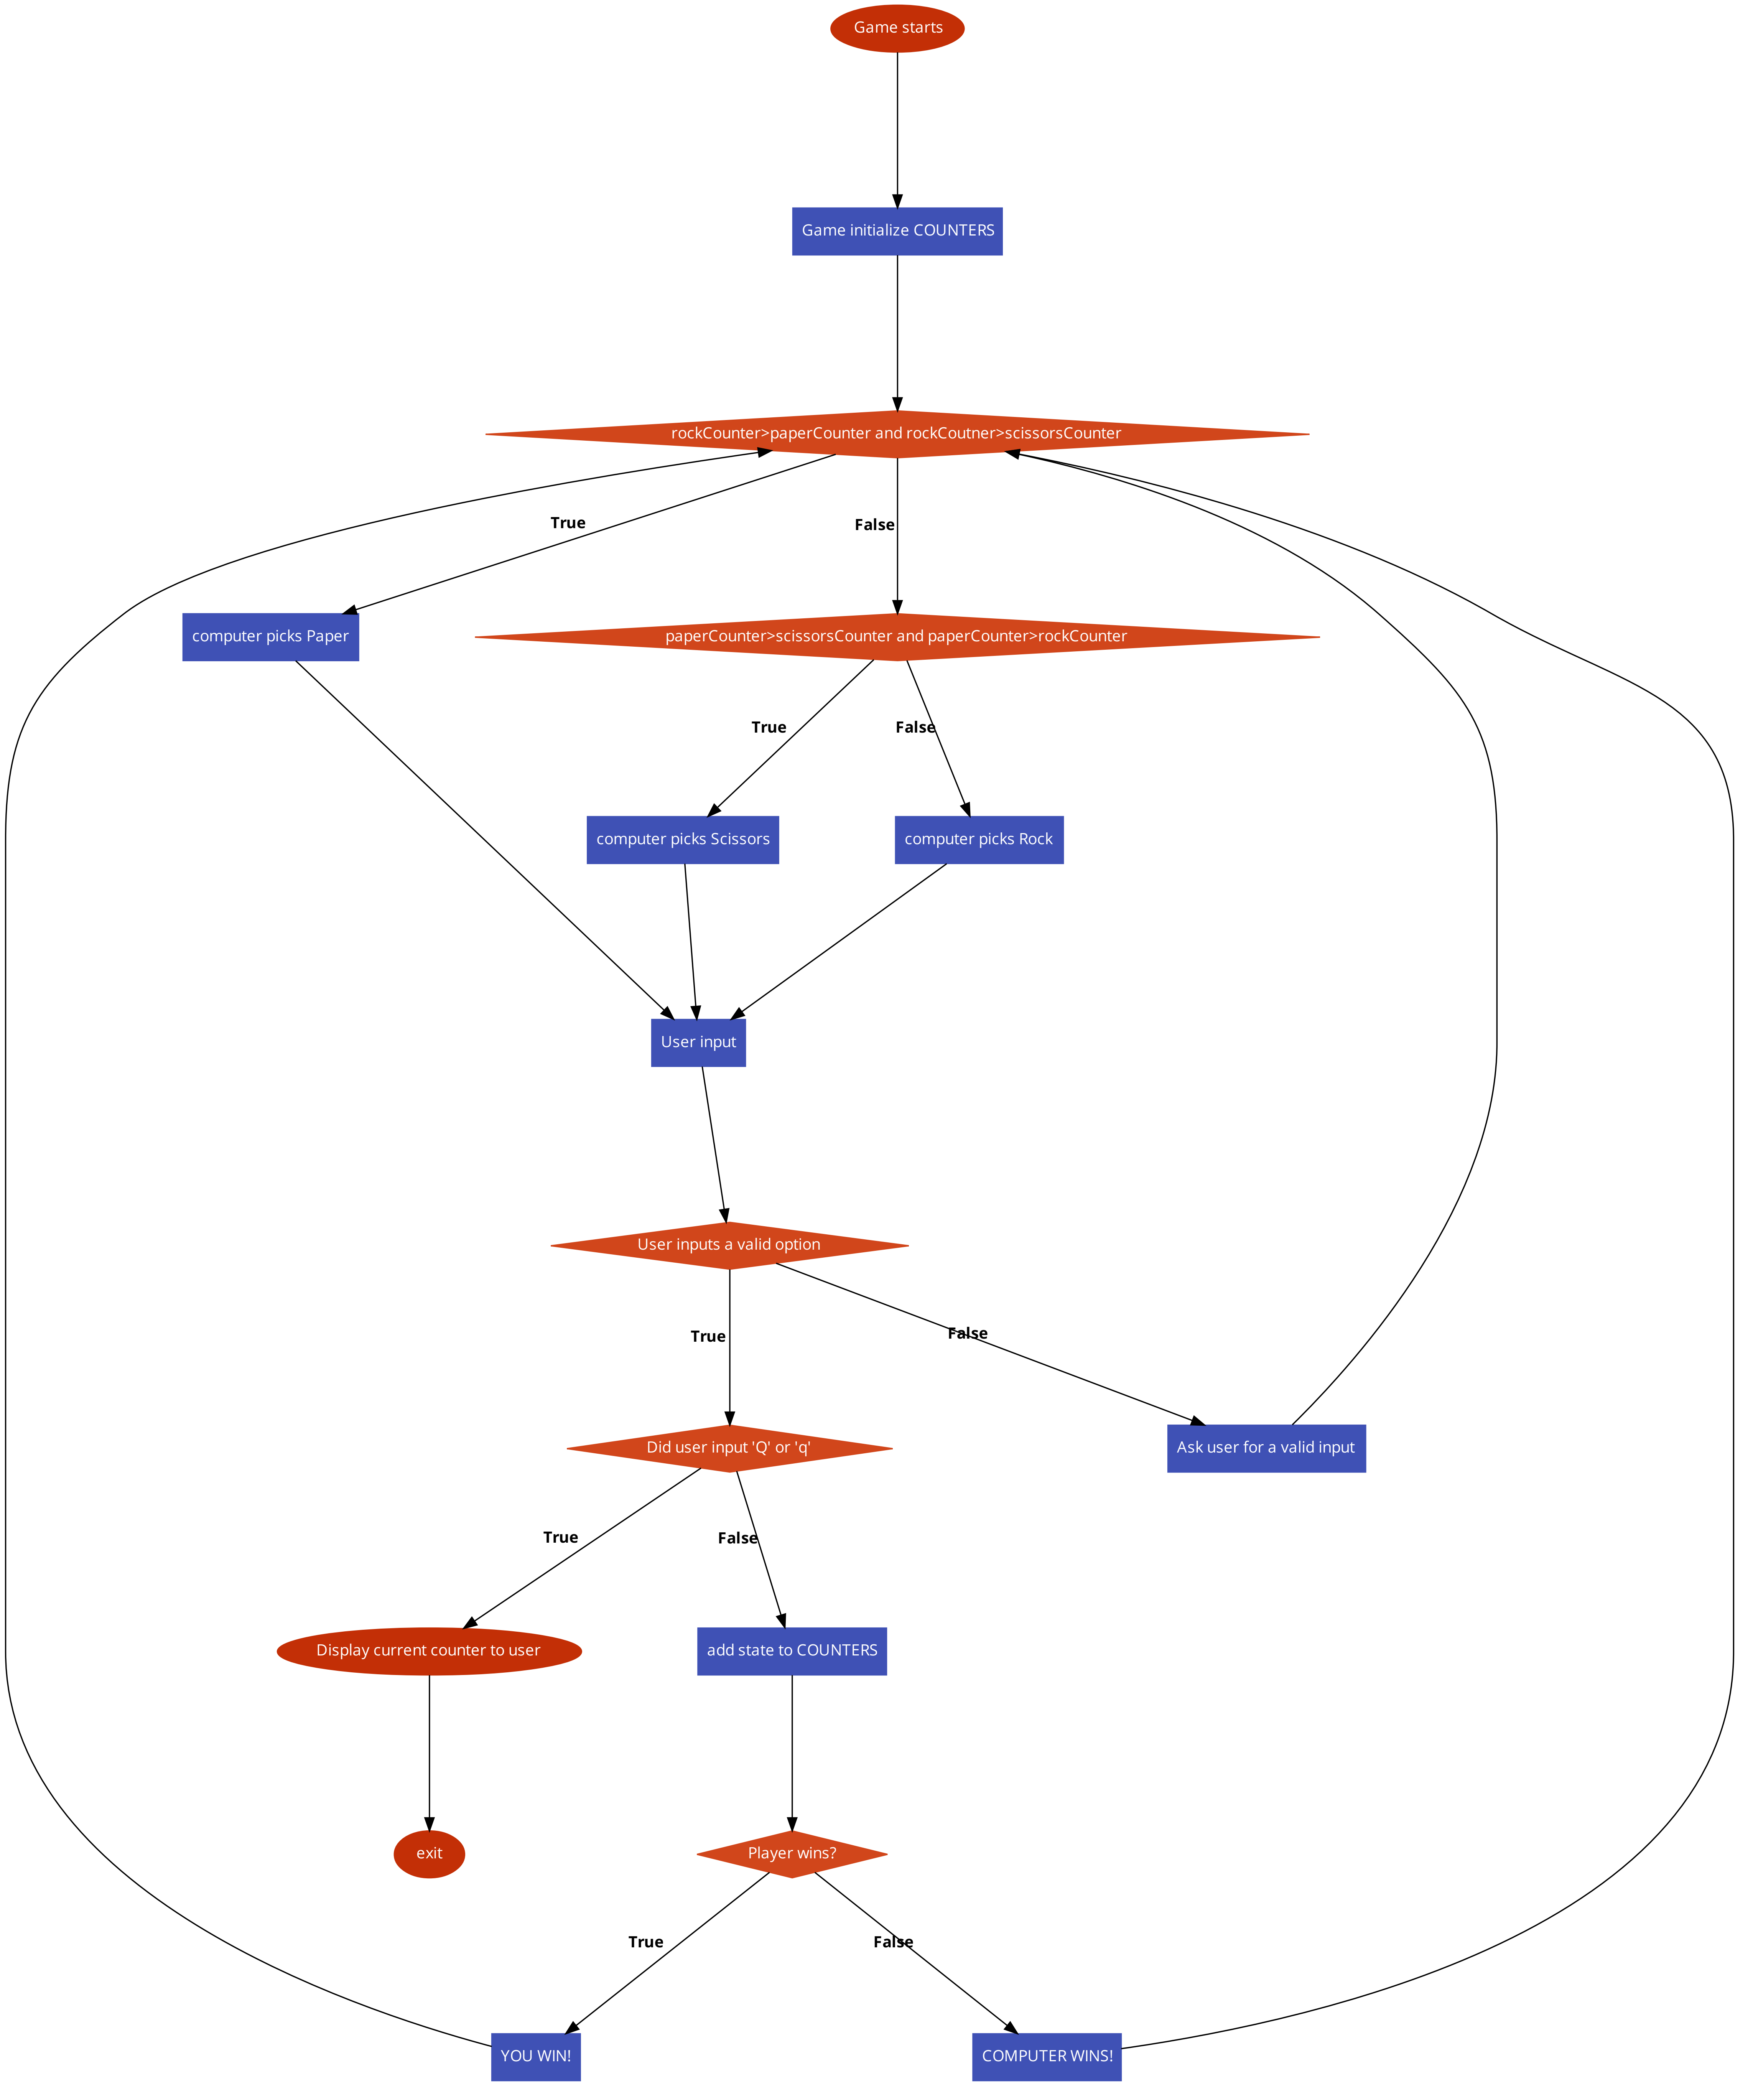 Game starts
Game initialize COUNTERS
rockCounter>paperCounter and rockCoutner>scissorsCounter
True
False
computer picks Paper
paperCounter>scissorsCounter and paperCounter>rockCounter
True
False
computer picks Scissors
computer picks Rock
User input
User inputs a valid option
True
False
Did user input 'Q' or 'q'
Ask user for a valid input
True
False
Display current counter to user
add state to COUNTERS
exit
Player wins?
True
False
YOU WIN!
COMPUTER WINS!